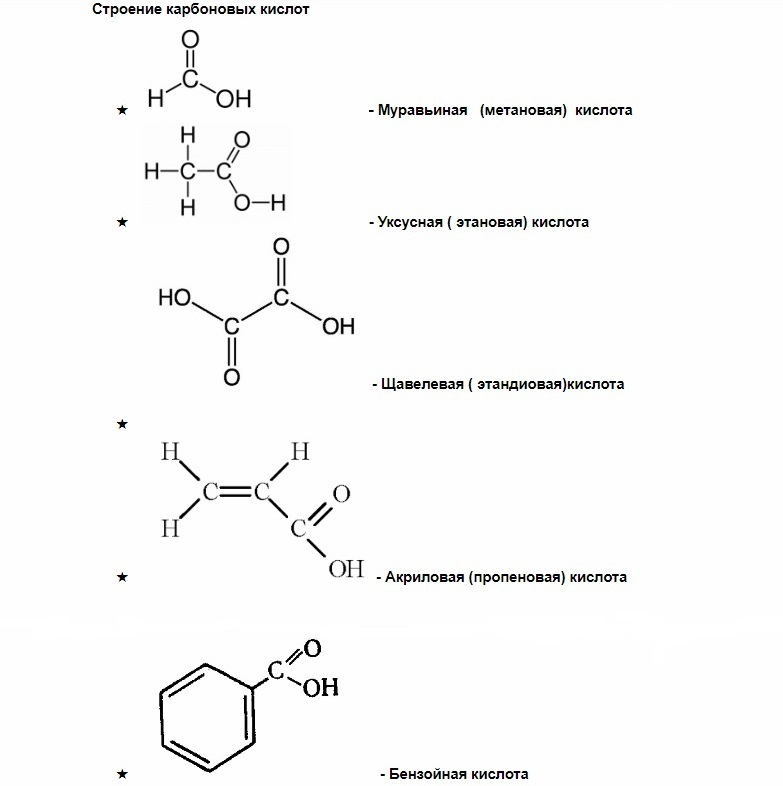 Строение карбоновых кислот
O
C
H OH
★ - Муравьиная (метановая) кислота
H O
H–C–C
H O–H
★ - Уксусная ( этановая) кислота
O
HO C
C OH
O
- Щавелевая ( этандиовая)кислота
★
H H
C=C O
H C
OH
★ - Акриловая (пропеновая) кислота
O
C
OH
★ - Бензойная кислота